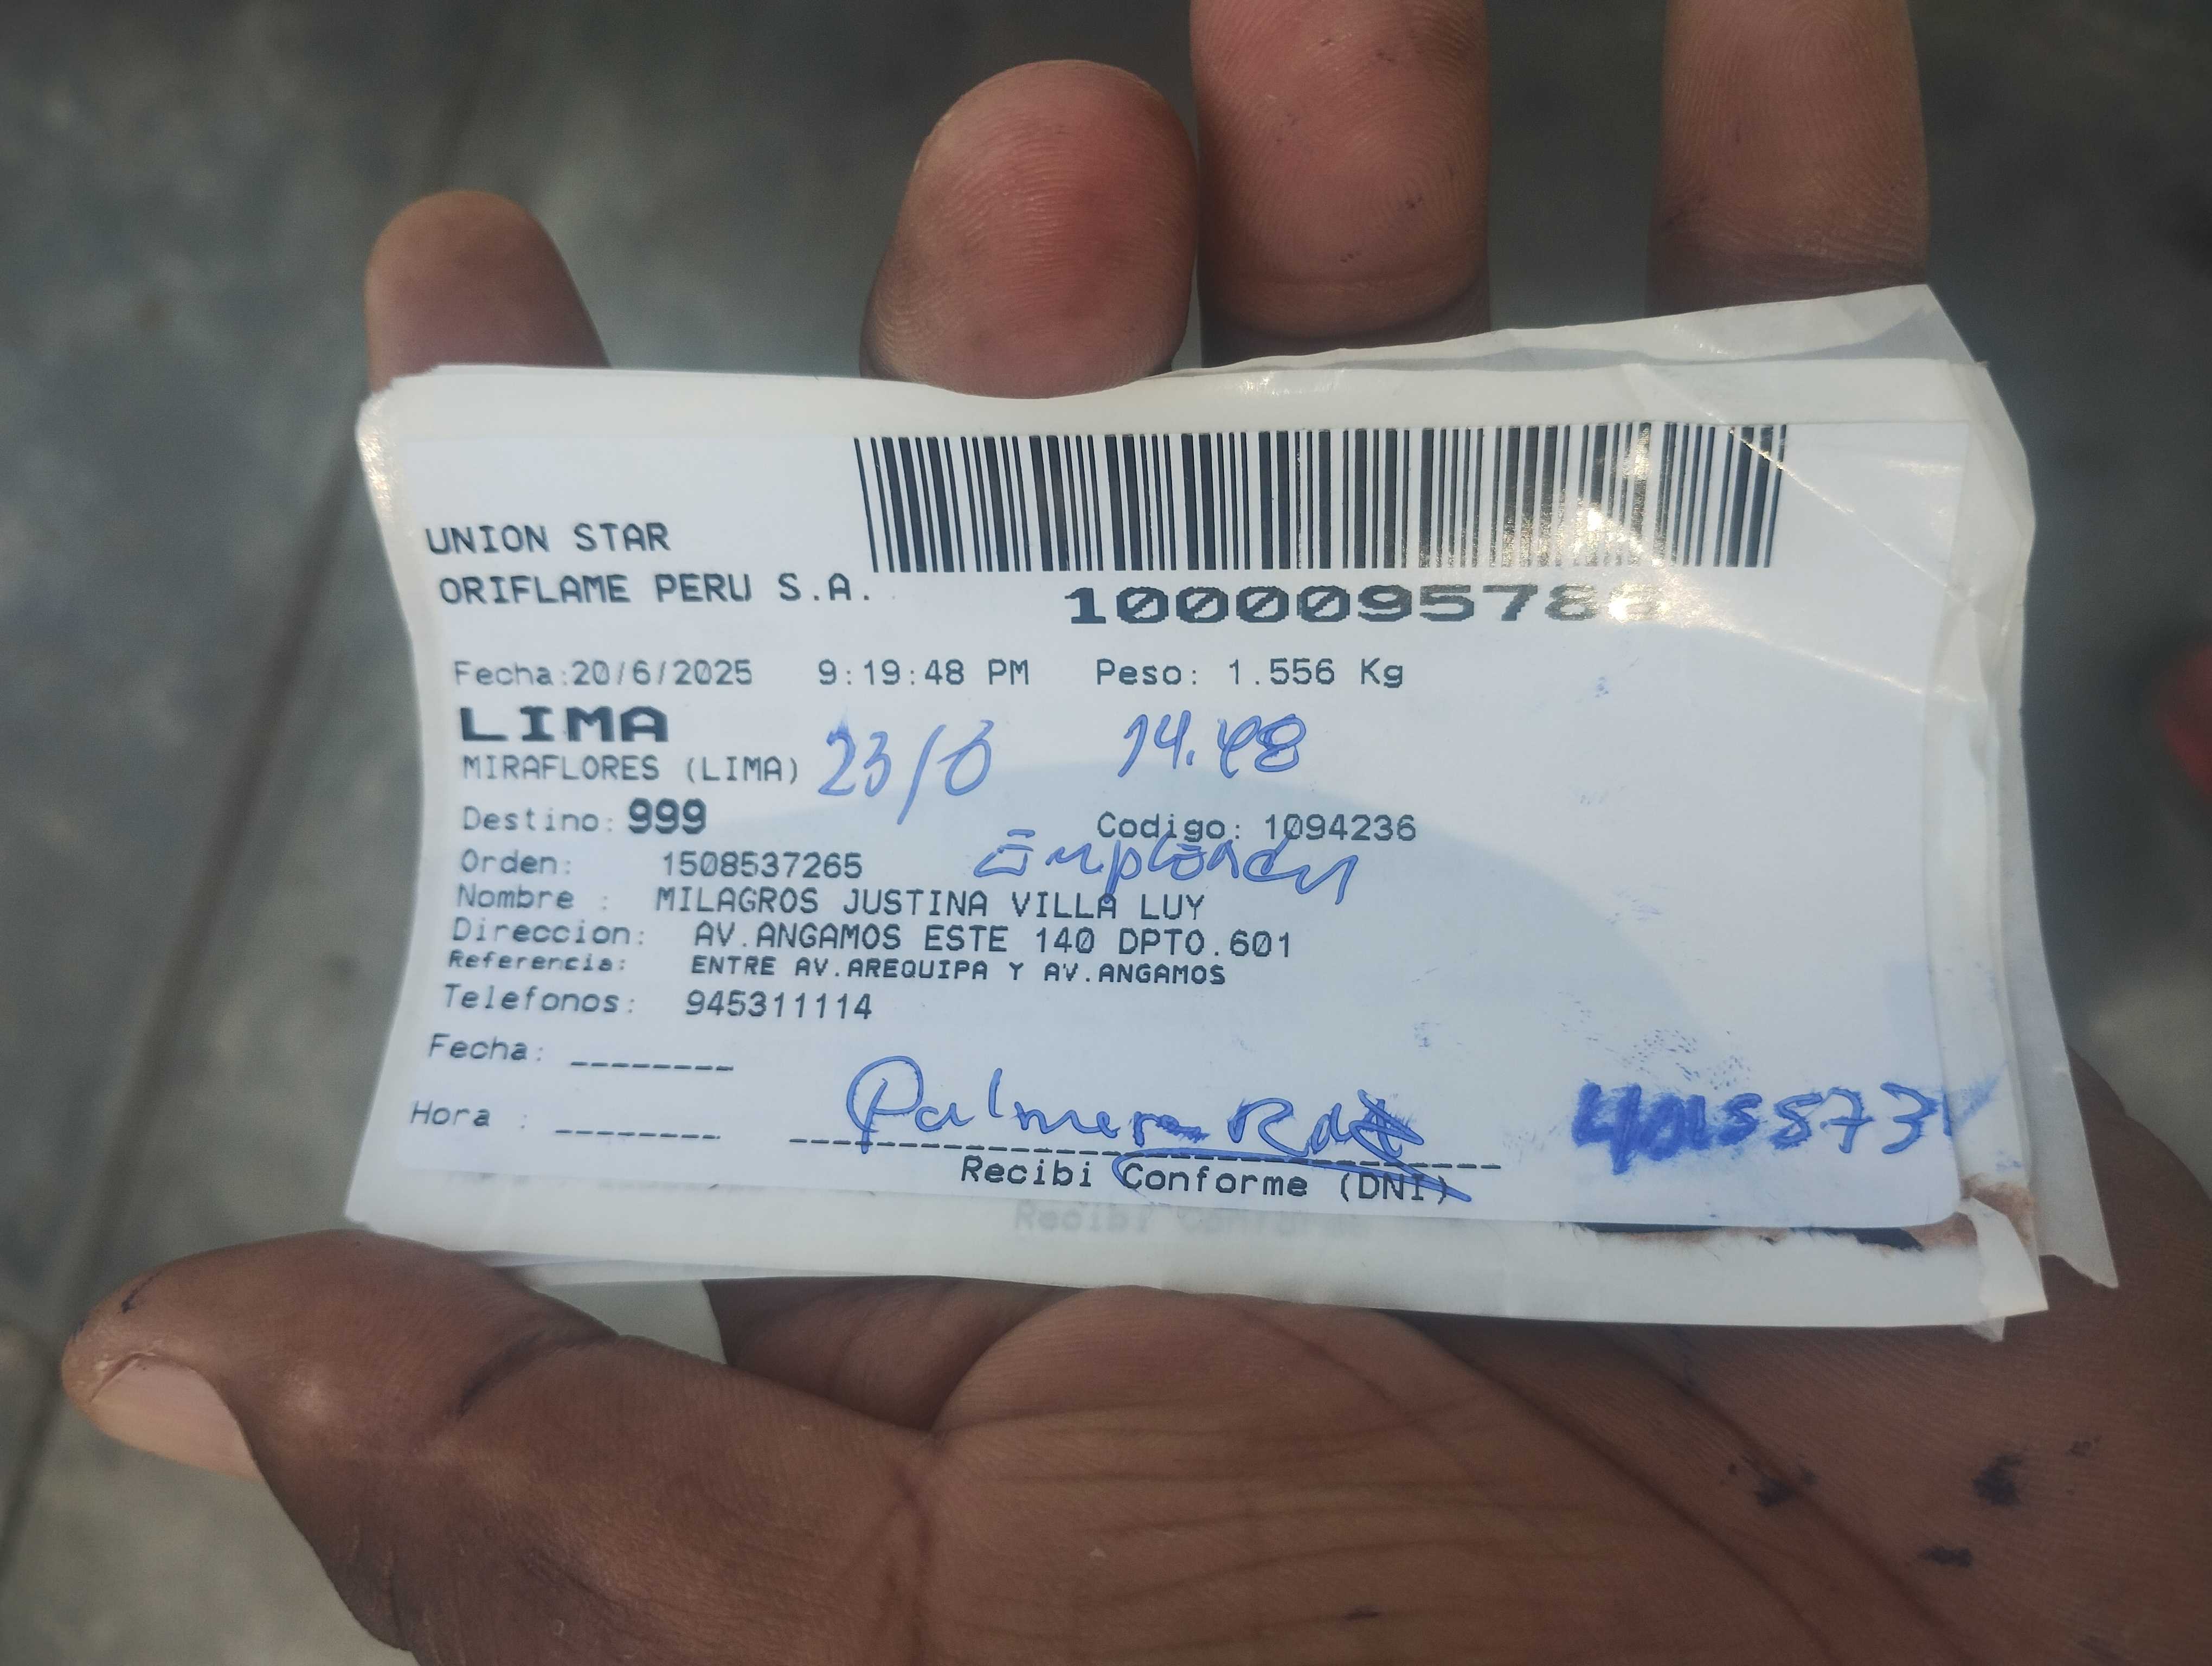 UNION STAR
ORIFLAME PERU S.A.
Fecha:20/6/2025 9:19:48 PM Peso: 1.556 Kg
LIMA
MIRAFLORES (LIMA) 23/6 14.48
Destino: 999 Codigo: 1094236
Orden: 1508537265
Nombre : MILAGROS JUSTINA VILLA LUY
Direccion: AV.ANGAMOS ESTE 140 DPTO.601
Referencia: ENTRE AV.AREQUIPA Y AV.ANGAMOS
Telefonos: 945311114
Fecha: ________
Hora : ________
Recibi Conforme (DNI)
Recibi Conforme